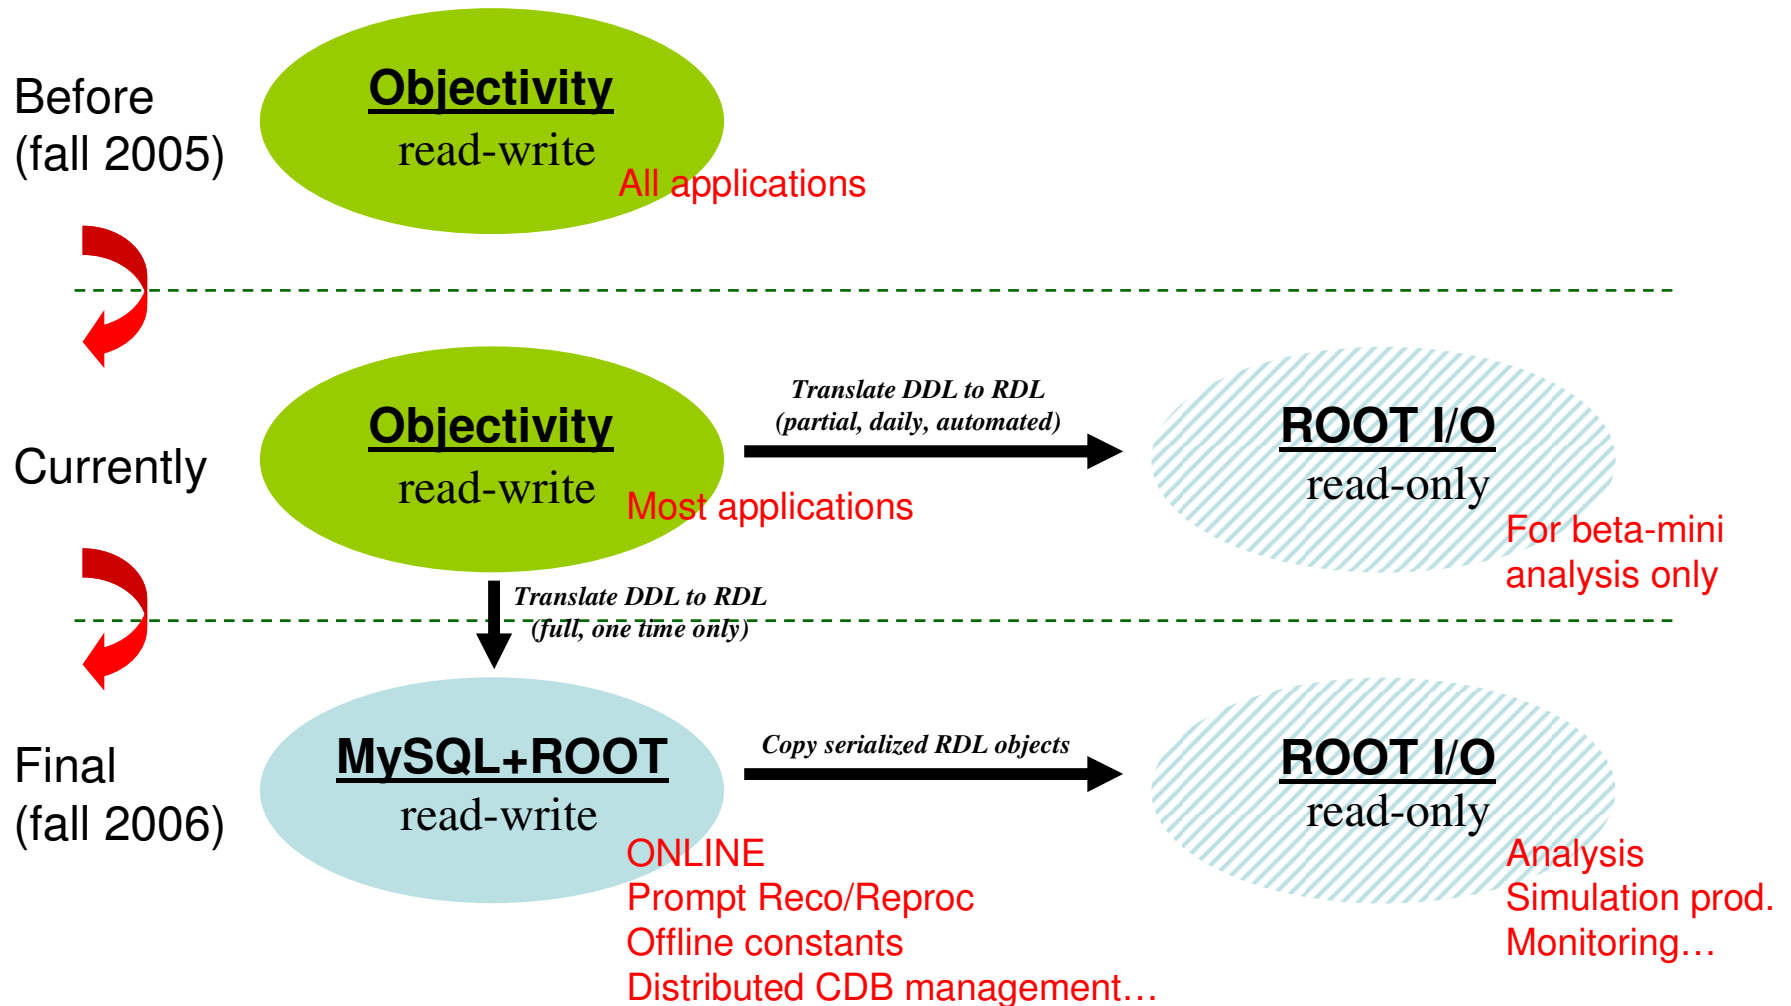 Before
(fall 2005)
Objectivity
read-write
All applications
Currently
Objectivity
read-write
Most applications
Translate DDL to RDL
(partial, daily, automated)
ROOT I/O
read-only
For beta-mini
analysis only
Translate DDL to RDL
(full, one time only)
Final
(fall 2006)
MySQL+ROOT
read-write
ONLINE
Prompt Reco/Reproc
Offline constants
Distributed CDB management…
Copy serialized RDL objects
ROOT I/O
read-only
Analysis
Simulation prod.
Monitoring…